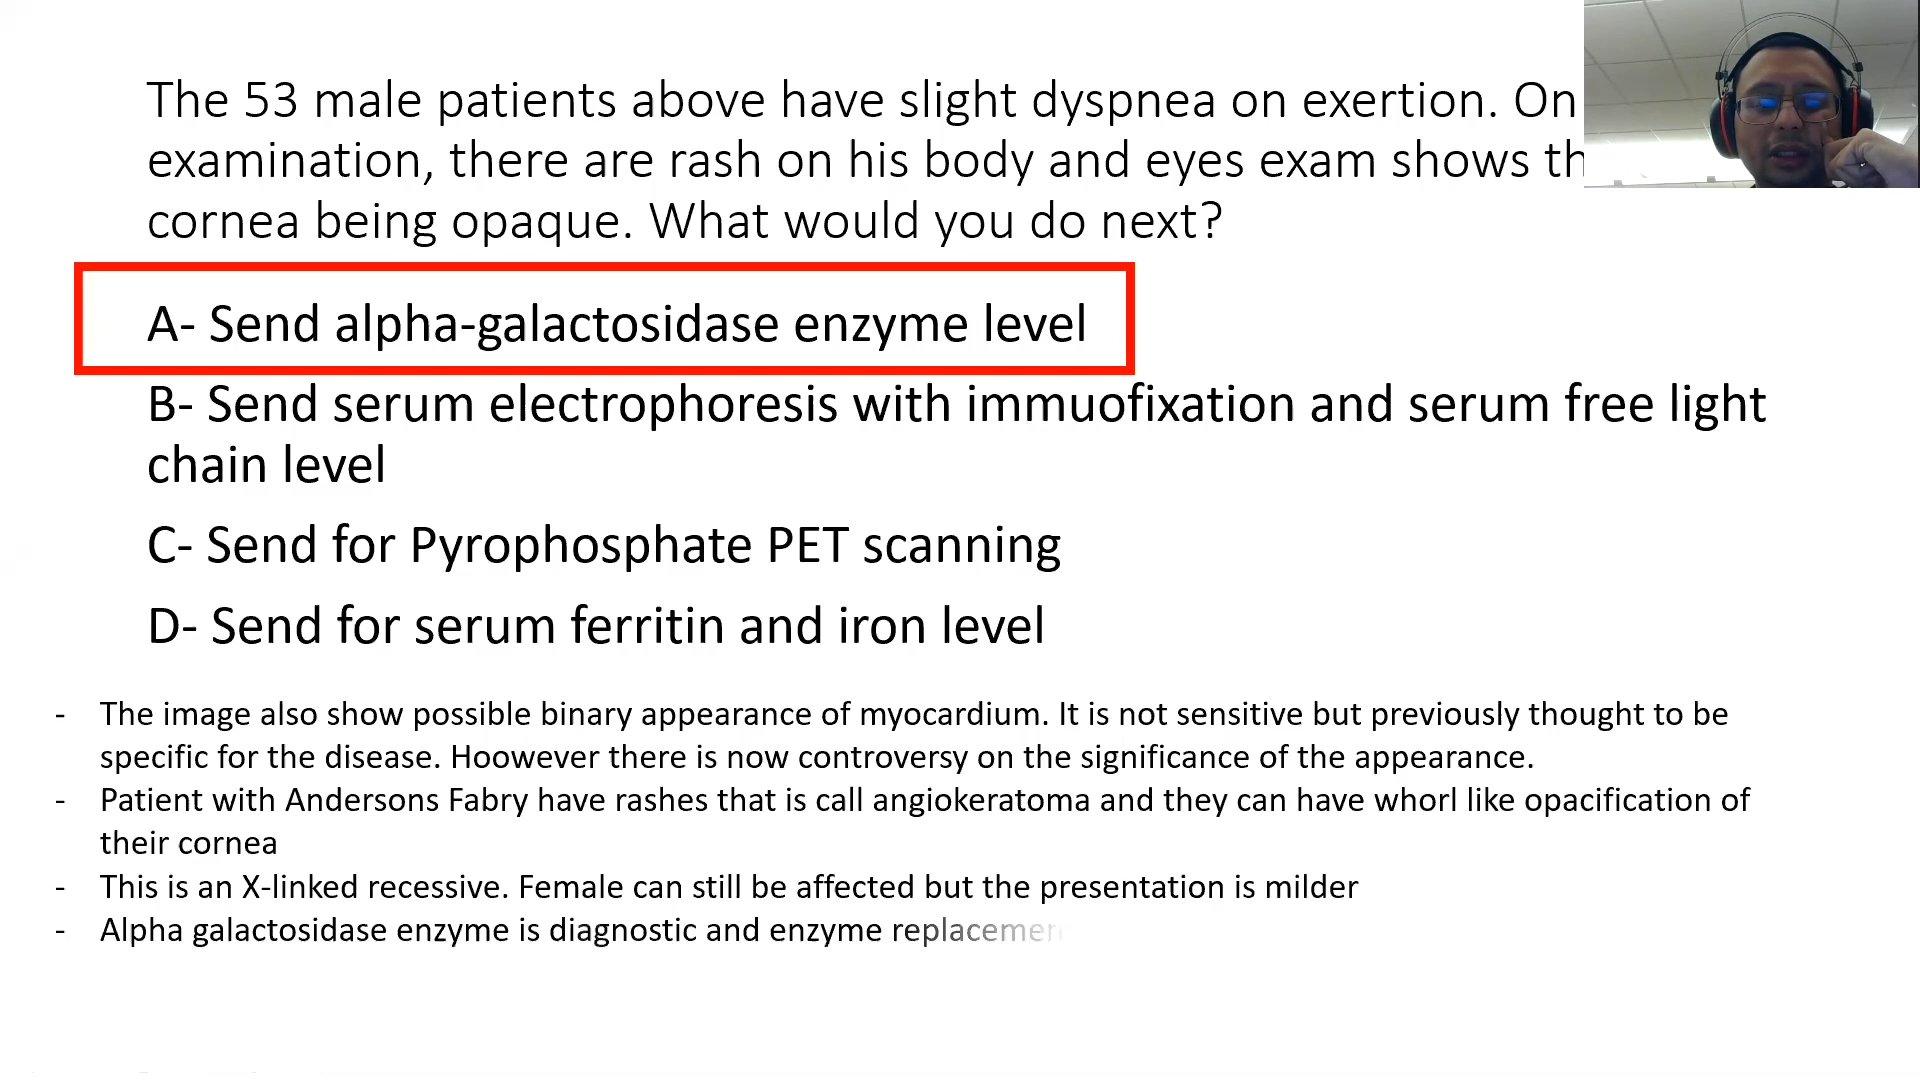 The 53 male patients above have slight dyspnea on exertion. On
examination, there are rash on his body and eyes exam shows
cornea being opaque. What would you do next?
A- Send alpha-galactosidase enzyme level
B- Send serum electrophoresis with immuofixation and serum free light
chain level
C- Send for Pyrophosphate PET scanning
D- Send for serum ferritin and iron level
- The image also show possible binary appearance of myocardium. It is not sensitive but previously thought to be
specific for the disease. Hoowever there is now controversy on the significance of the appearance.
- Patient with Andersons Fabry have rashes that is call angiokeratoma and they can have whorl like opacification of
their cornea
- This is an X-linked recessive. Female can still be affected but the presentation is milder
- Alpha galactosidase enzyme is diagnostic and enzyme